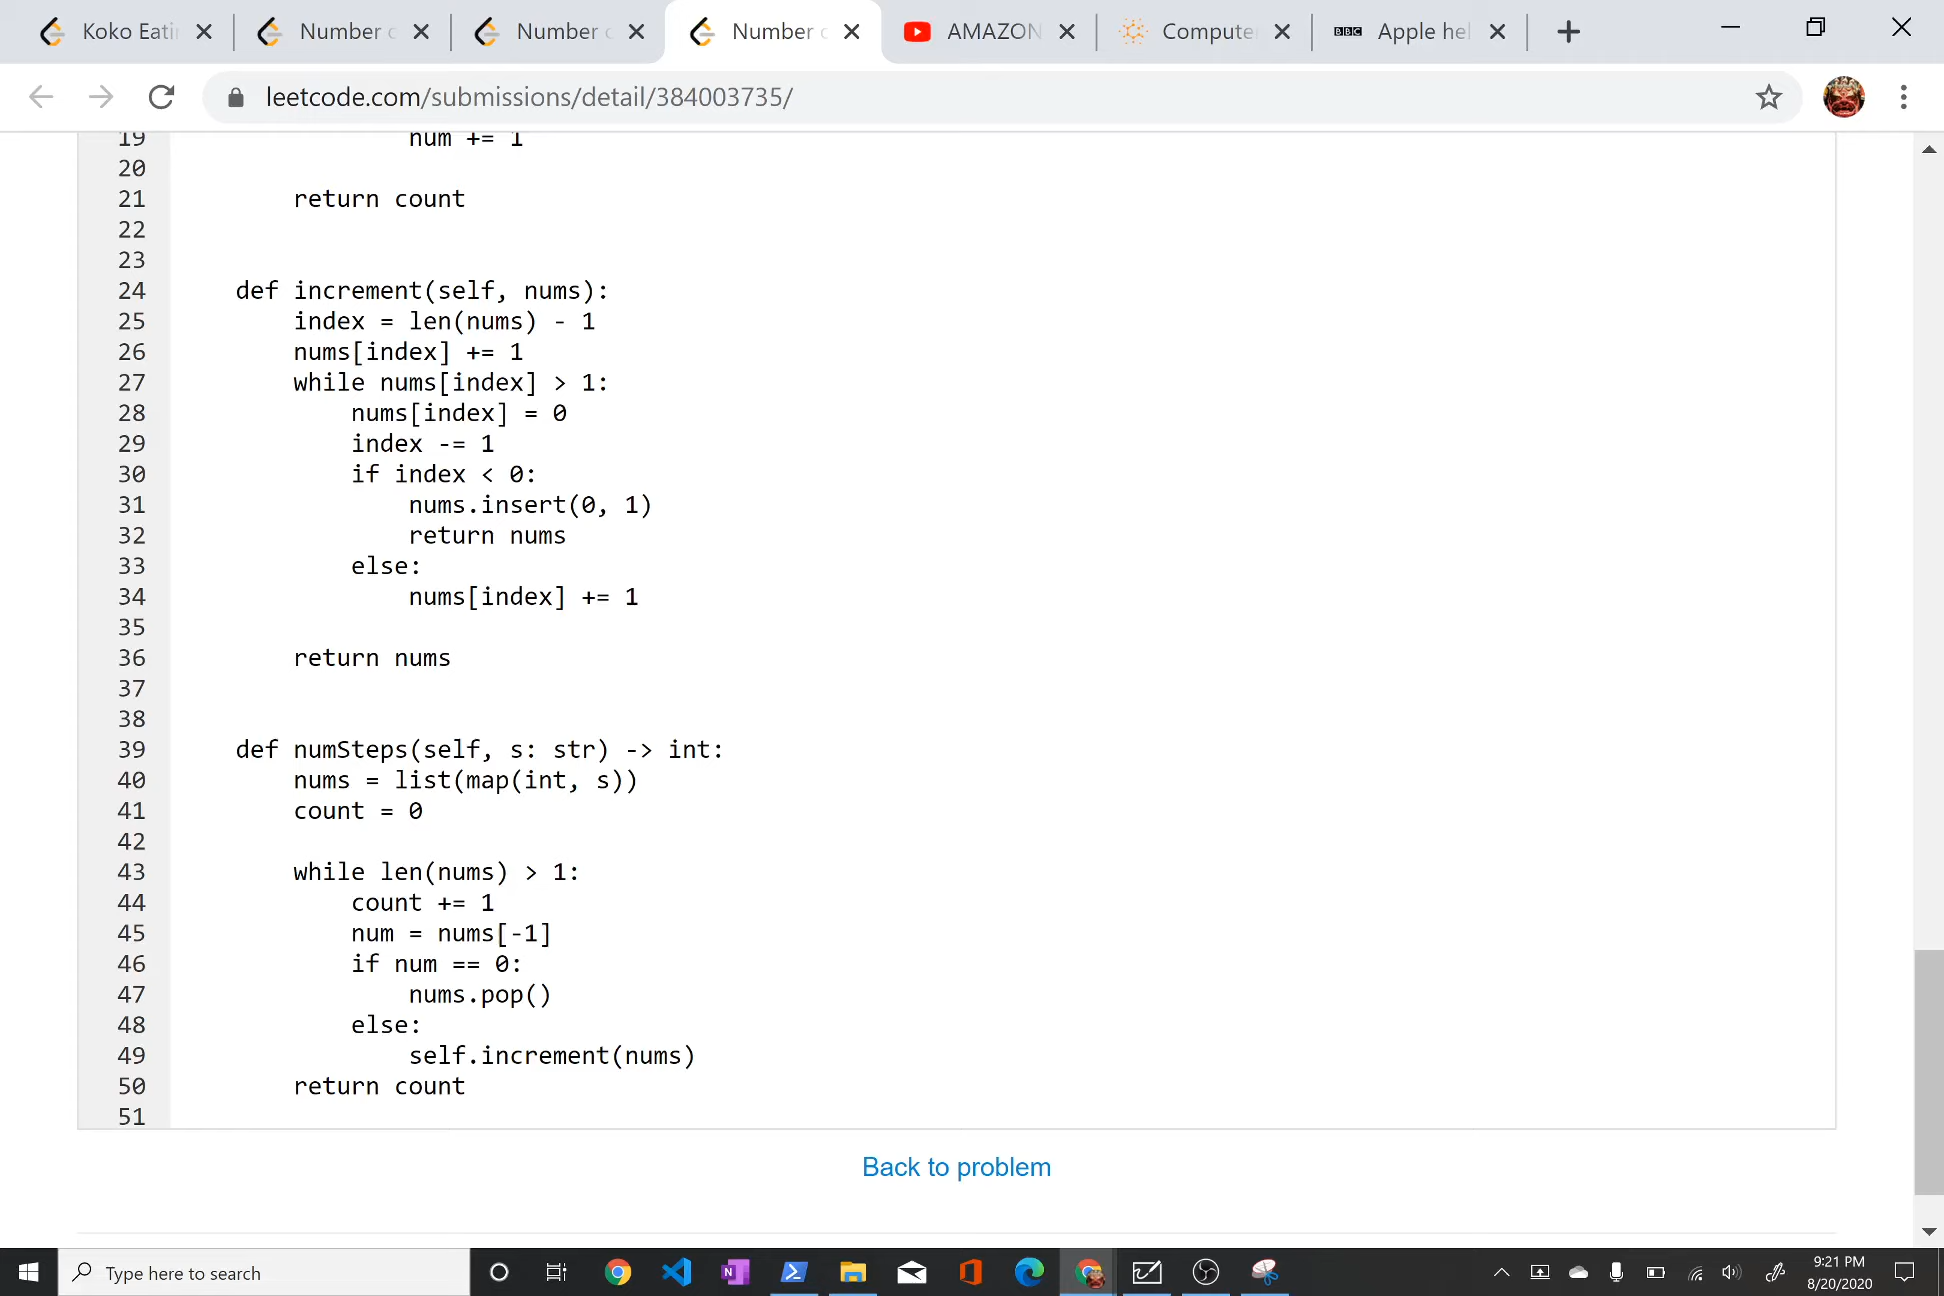 Koko Eati
Number c
Number c
Number c
AMAZON
Compute
BBC Apple hel
leetcode.com/submissions/detail/384003735/
19 num += 1
20
21 return count
22
23
24 def increment(self, nums):
25 index = len(nums) - 1
26 nums[index] += 1
27 while nums[index] > 1:
28 nums[index] = 0
29 index -= 1
30 if index < 0:
31 nums.insert(0, 1)
32 return nums
33 else:
34 nums[index] += 1
35
36 return nums
37
38
39 def numSteps(self, s: str) -> int:
40 nums = list(map(int, s))
41 count = 0
42
43 while len(nums) > 1:
44 count += 1
45 num = nums[-1]
46 if num == 0:
47 nums.pop()
48 else:
49 self.increment(nums)
50 return count
51
Back to problem
Type here to search
N
9:21 PM
8/20/2020